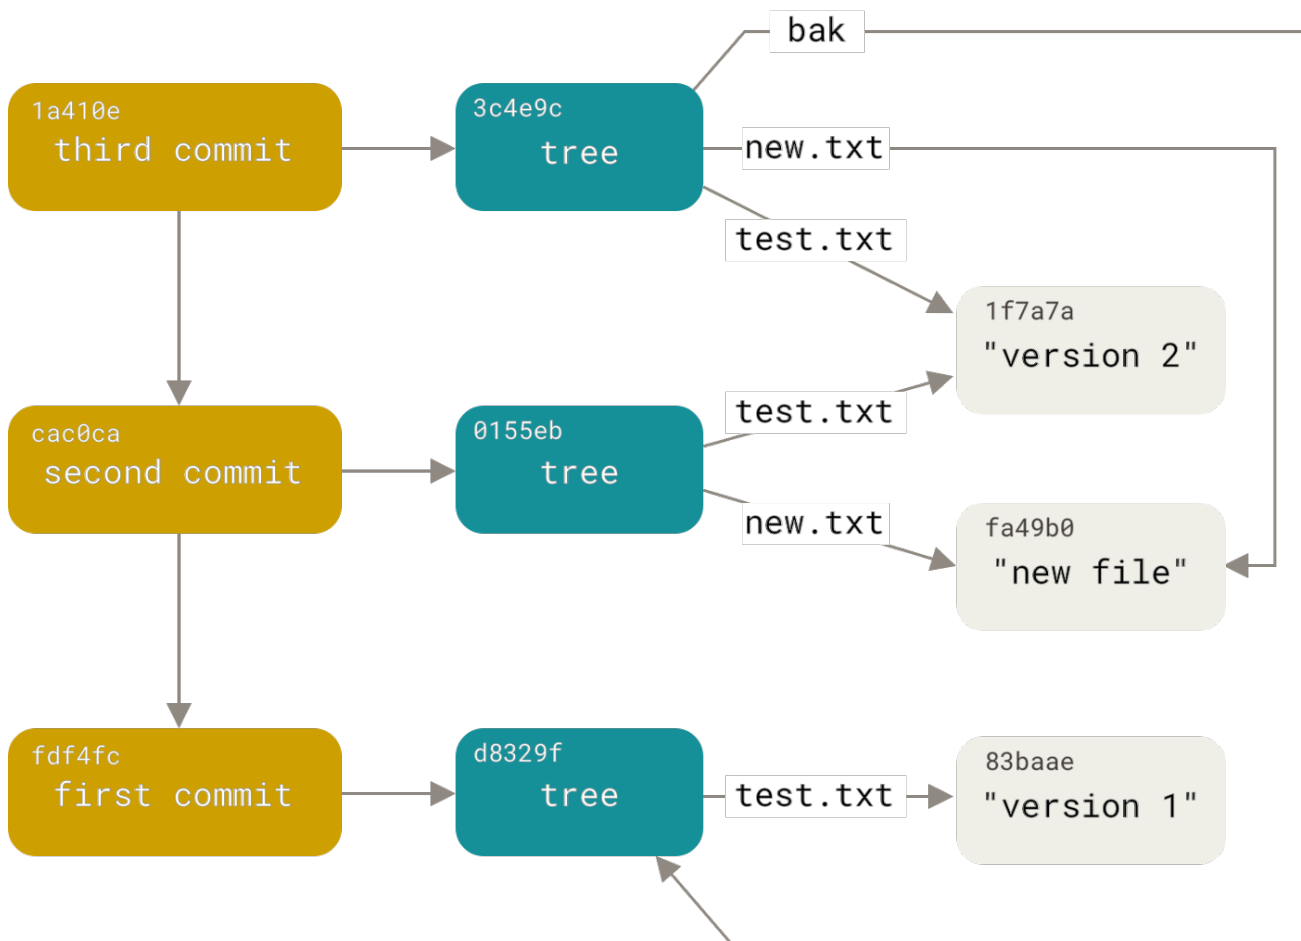 bak
1a410e
third commit
3c4e9c
tree
new.txt
test.txt
1f7a7a
"version 2"
cac0ca
second commit
0155eb
tree
test.txt
new.txt
fa49b0
"new file"
fdf4fc
first commit
d8329f
tree
test.txt
83baae
"version 1"